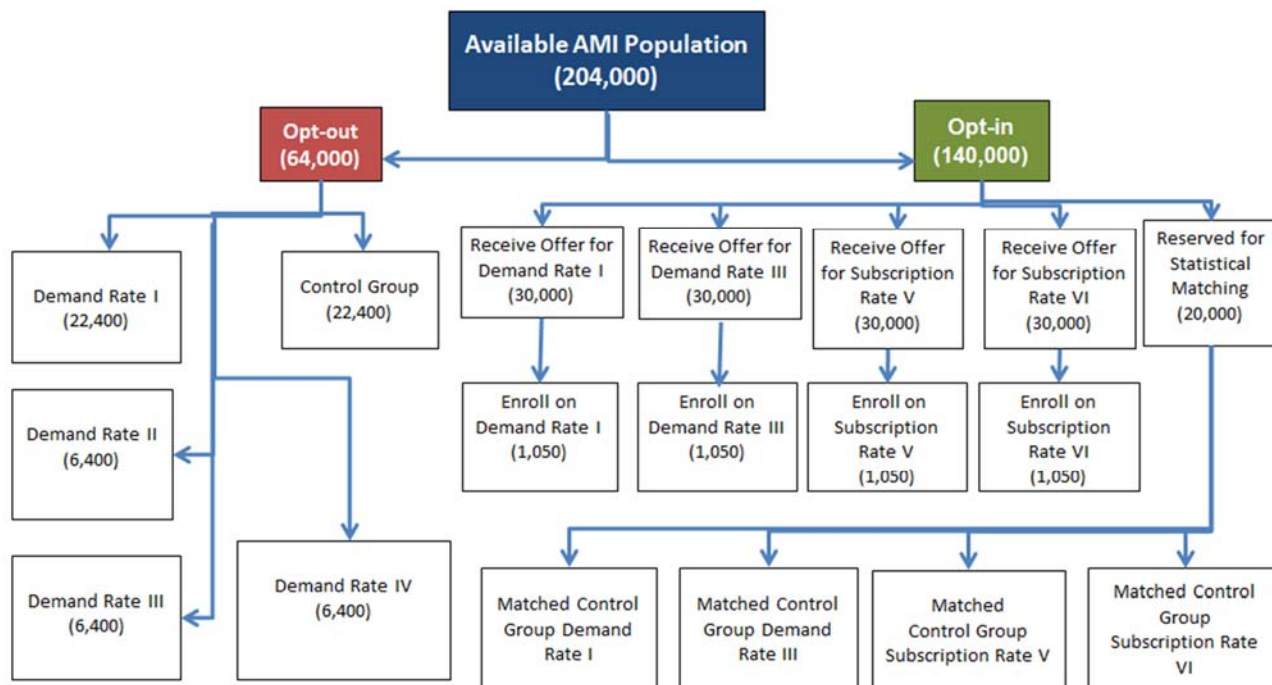 Available AMI Population
(204,000)
Opt-out
(64,000)
Opt-in
(140,000)
Demand Rate I
(22,400)
Control Group
(22,400)
Demand Rate II
(6,400)
Demand Rate III
(6,400)
Demand Rate IV
(6,400)
Receive Offer for
Demand Rate I
(30,000)
Receive Offer for
Demand Rate III
(30,000)
Receive Offer
for Subscription
Rate V
(30,000)
Receive Offer
for Subscription
Rate VI
(30,000)
Reserved for
Statistical
Matching
(20,000)
Enroll on
Demand Rate I
(1,050)
Enroll on
Demand Rate III
(1,050)
Enroll on
Subscription
Rate V
(1,050)
Enroll on
Subscription
Rate VI
(1,050)
Matched Control
Group Demand
Rate I
Matched Control
Group Demand
Rate III
Matched
Control Group
Subscription Rate V
Matched Control
Group
Subscription Rate
VI